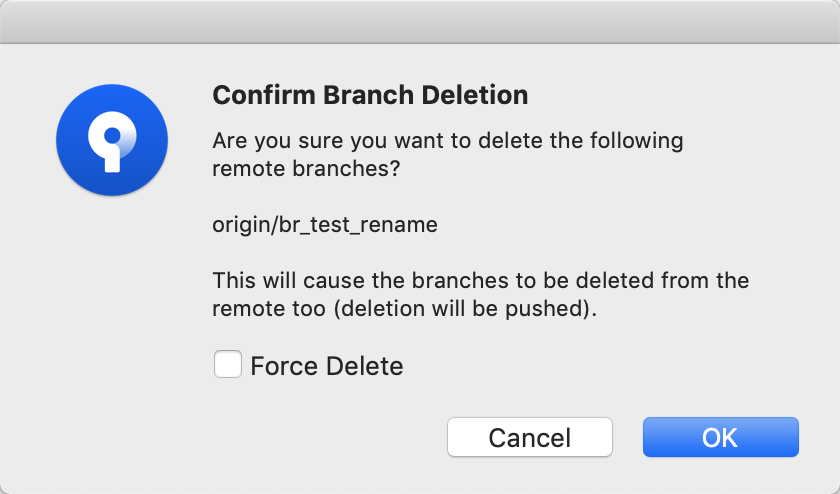 Confirm Branch Deletion
Are you sure you want to delete the following
remote branches?
origin/br_test_rename
This will cause the branches to be deleted from the
remote too (deletion will be pushed).
Force Delete
Cancel
OK